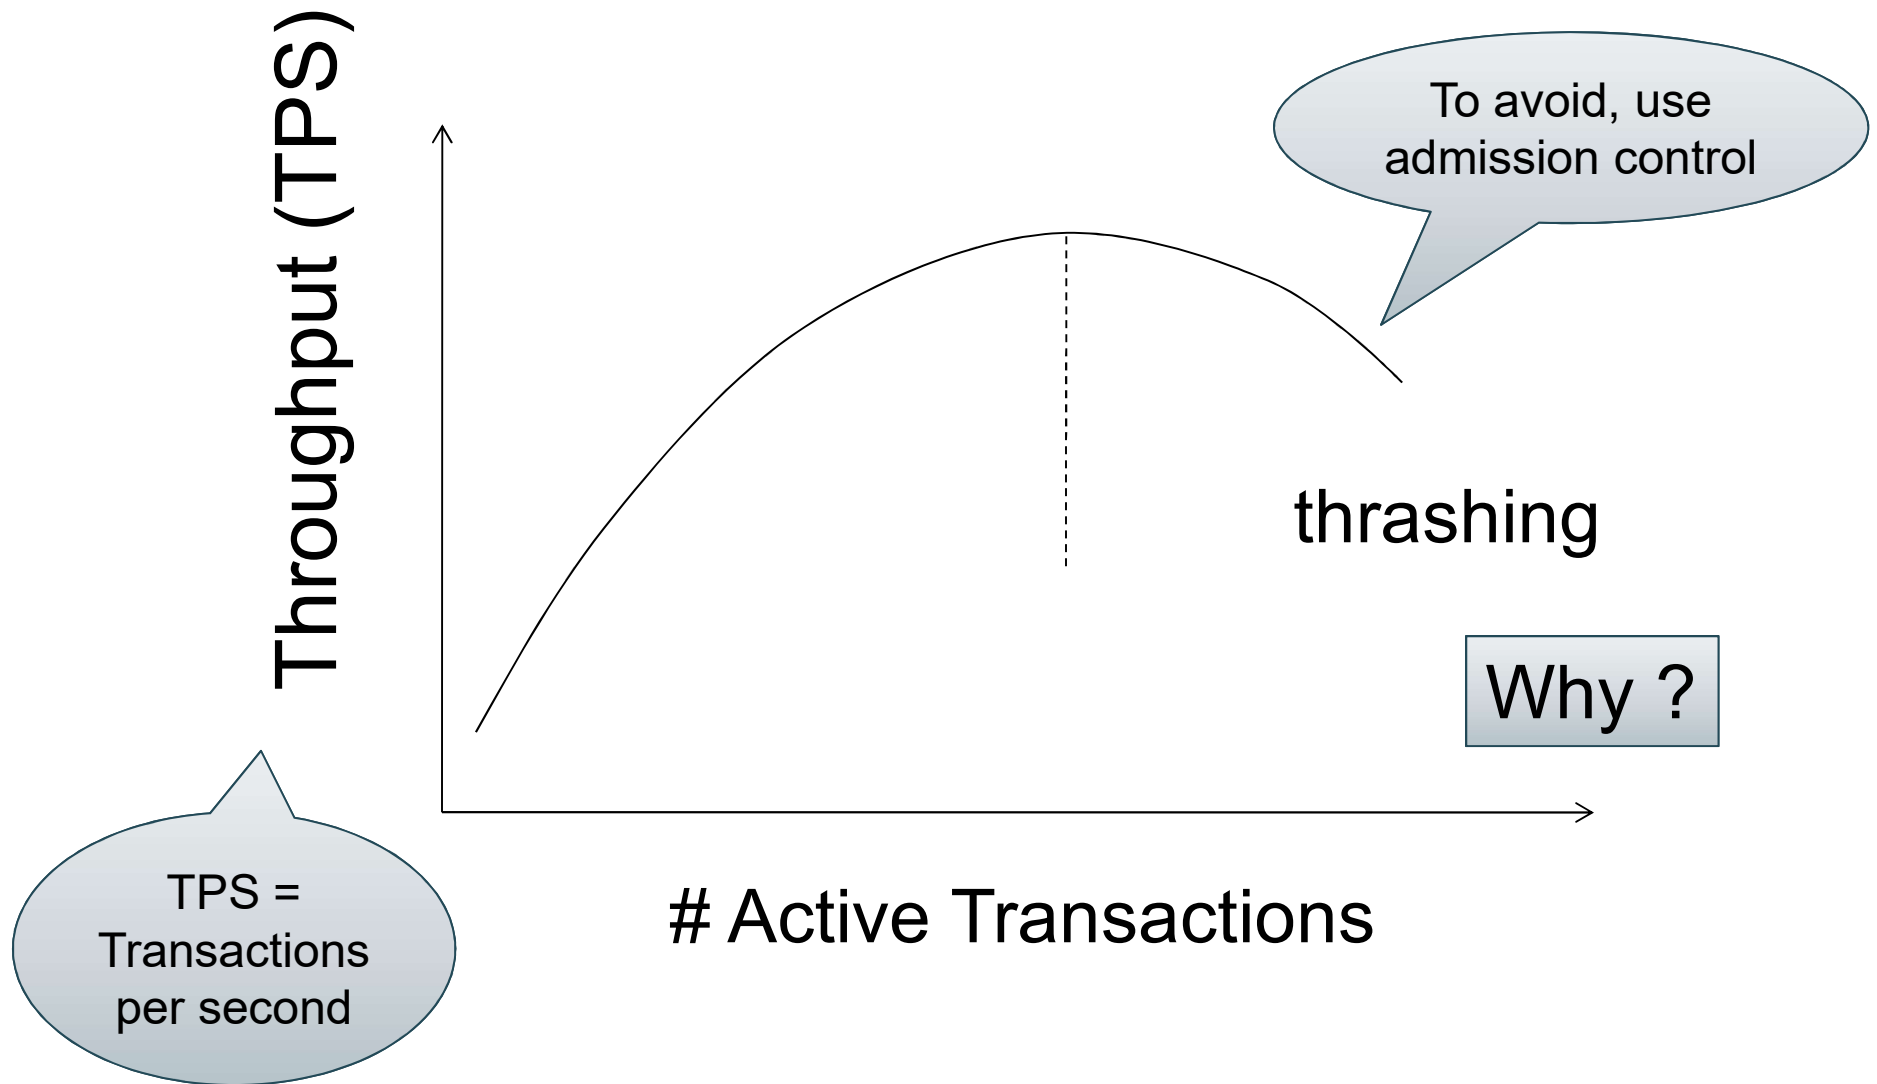 Throughput (TPS)
To avoid, use
admission control
thrashing
Why ?
# Active Transactions
TPS =
Transactions
per second